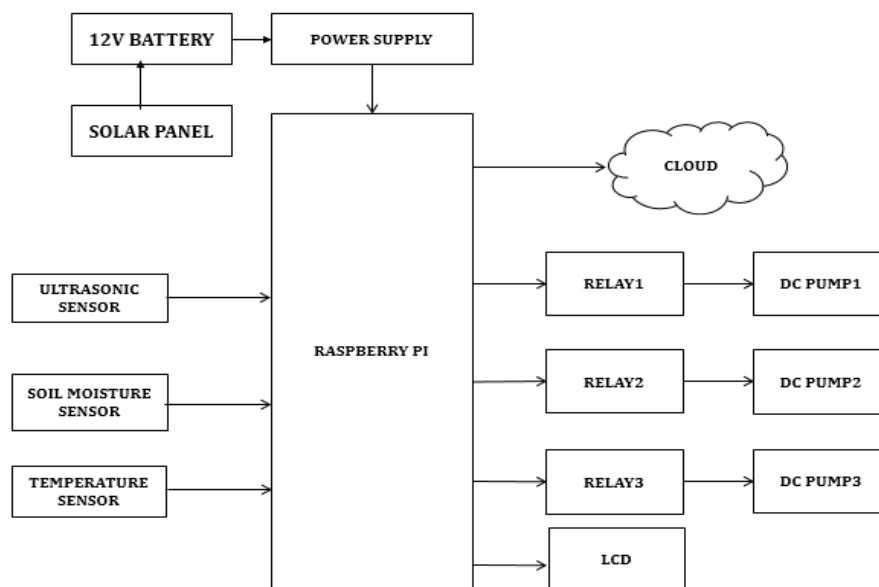 12V BATTERY
POWER SUPPLY
SOLAR PANEL
CLOUD
ULTRASONIC
SENSOR
RELAY1
DC PUMP1
RASPBERRY PI
SOIL MOISTURE
SENSOR
RELAY2
DC PUMP2
TEMPERATURE
SENSOR
RELAY3
DC PUMP3
LCD